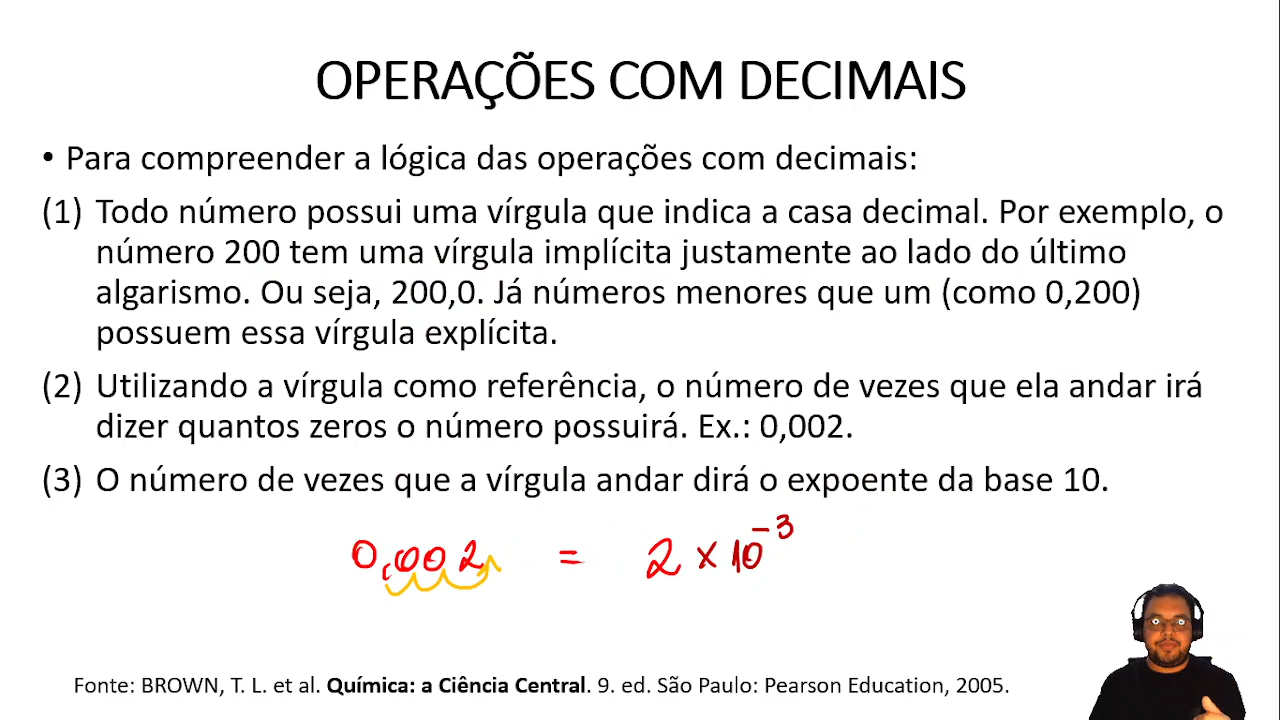 OPERAÇÕES COM DECIMAIS
• Para compreender a lógica das operações com decimais:
(1) Todo número possui uma vírgula que indica a casa decimal. Por exemplo, o
número 200 tem uma vírgula implícita justamente ao lado do último
algarismo. Ou seja, 200,0. Já números menores que um (como 0,200)
possuem essa vírgula explícita.
(2) Utilizando a vírgula como referência, o número de vezes que ela andar irá
dizer quantos zeros o número possuirá. Ex.: 0,002.
(3) O número de vezes que a vírgula andar dirá o expoente da base 10.
0,002 = 2 × 10⁻³
Fonte: BROWN, T. L. et al. Química: a Ciência Central. 9. ed. São Paulo: Pearson Education, 2005.